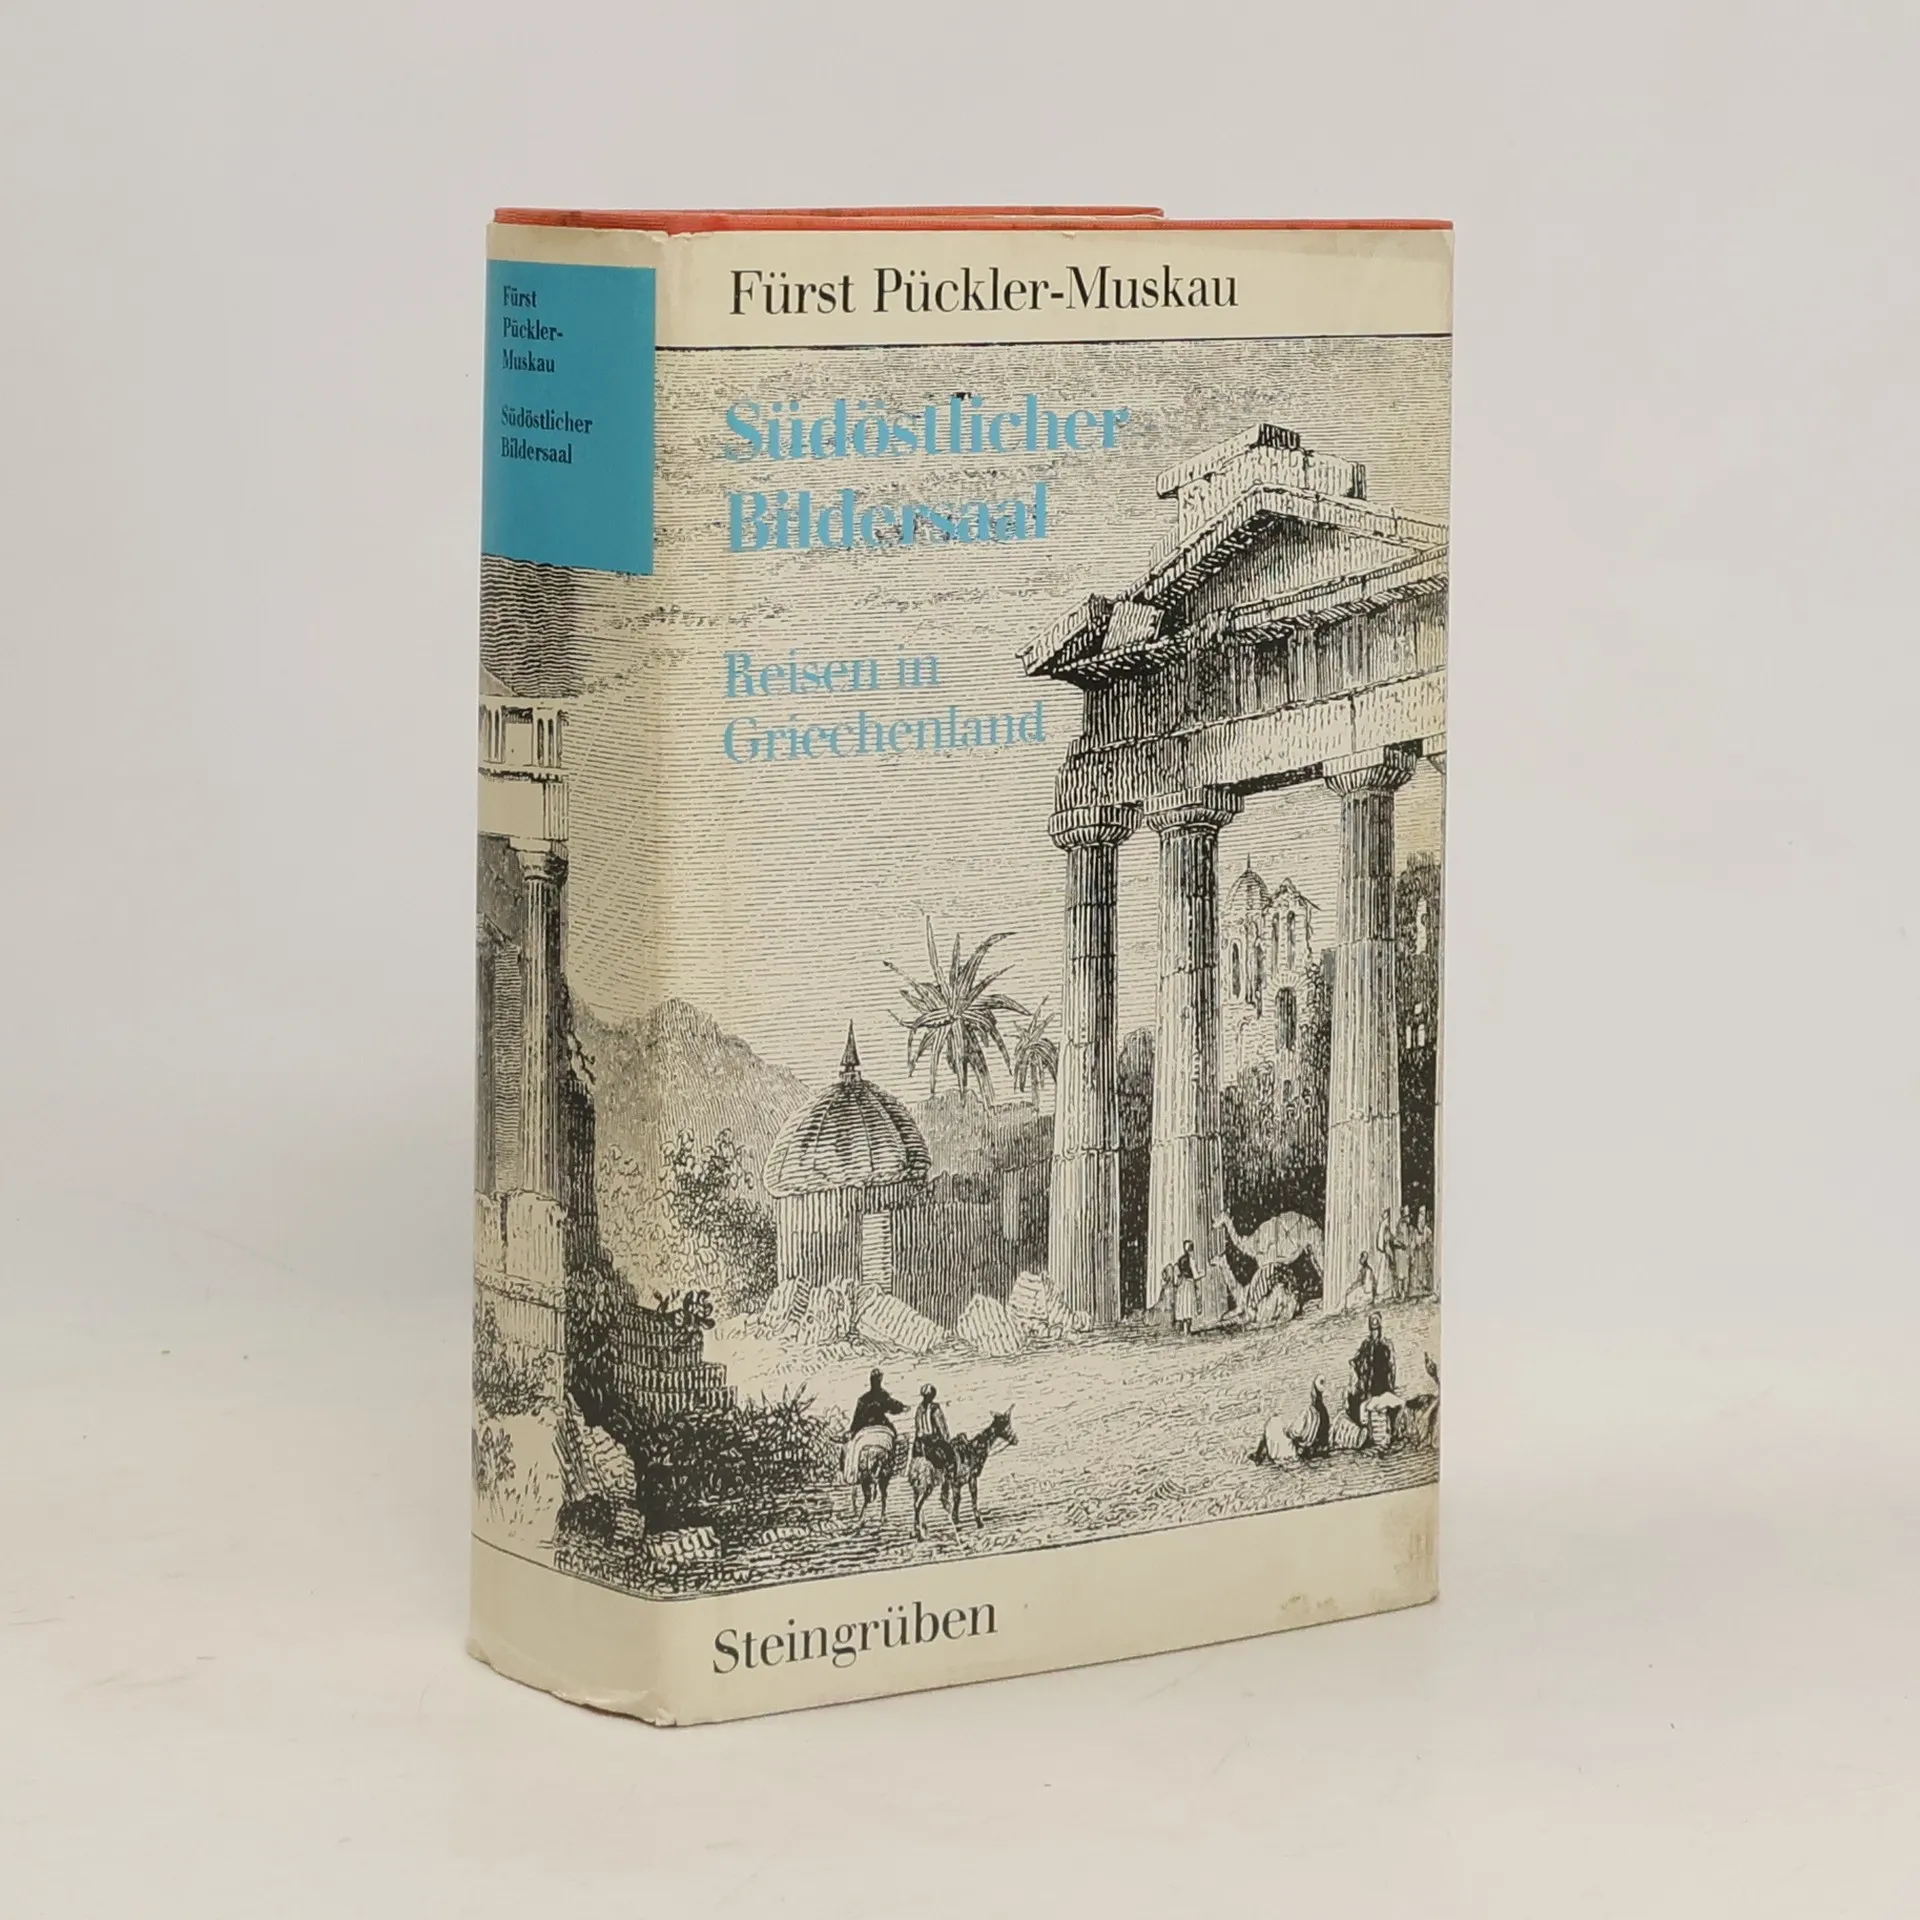 Fürst
Pückler-
Muskau
Südöstlicher
Bildersaal
Fürst Pückler-Muskau
Südöstlicher
Bildersaal
Reisen in
Griechenland
Steingrüben